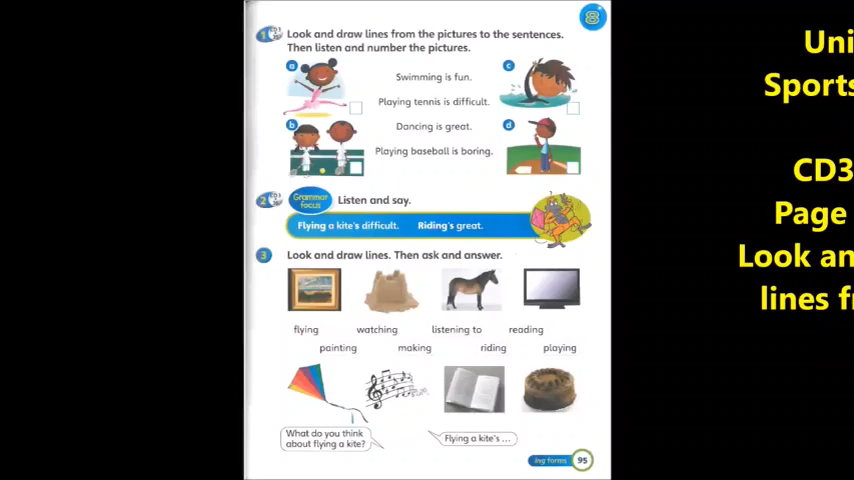 8
1 Look and draw lines from the pictures to the sentences.
Then listen and number the pictures.
a
Swimming is fun.
c
Playing tennis is difficult.
b
Dancing is great.
d
Playing baseball is boring.
2 Grammar focus Listen and say.
Flying a kite's difficult. Riding's great.
3 Look and draw lines. Then ask and answer.
flying watching listening to reading
painting making riding playing
What do you think
about flying a kite?
Flying a kite's ...
ing forms 95
Uni
Sports
CD3
Page
Look an
lines f